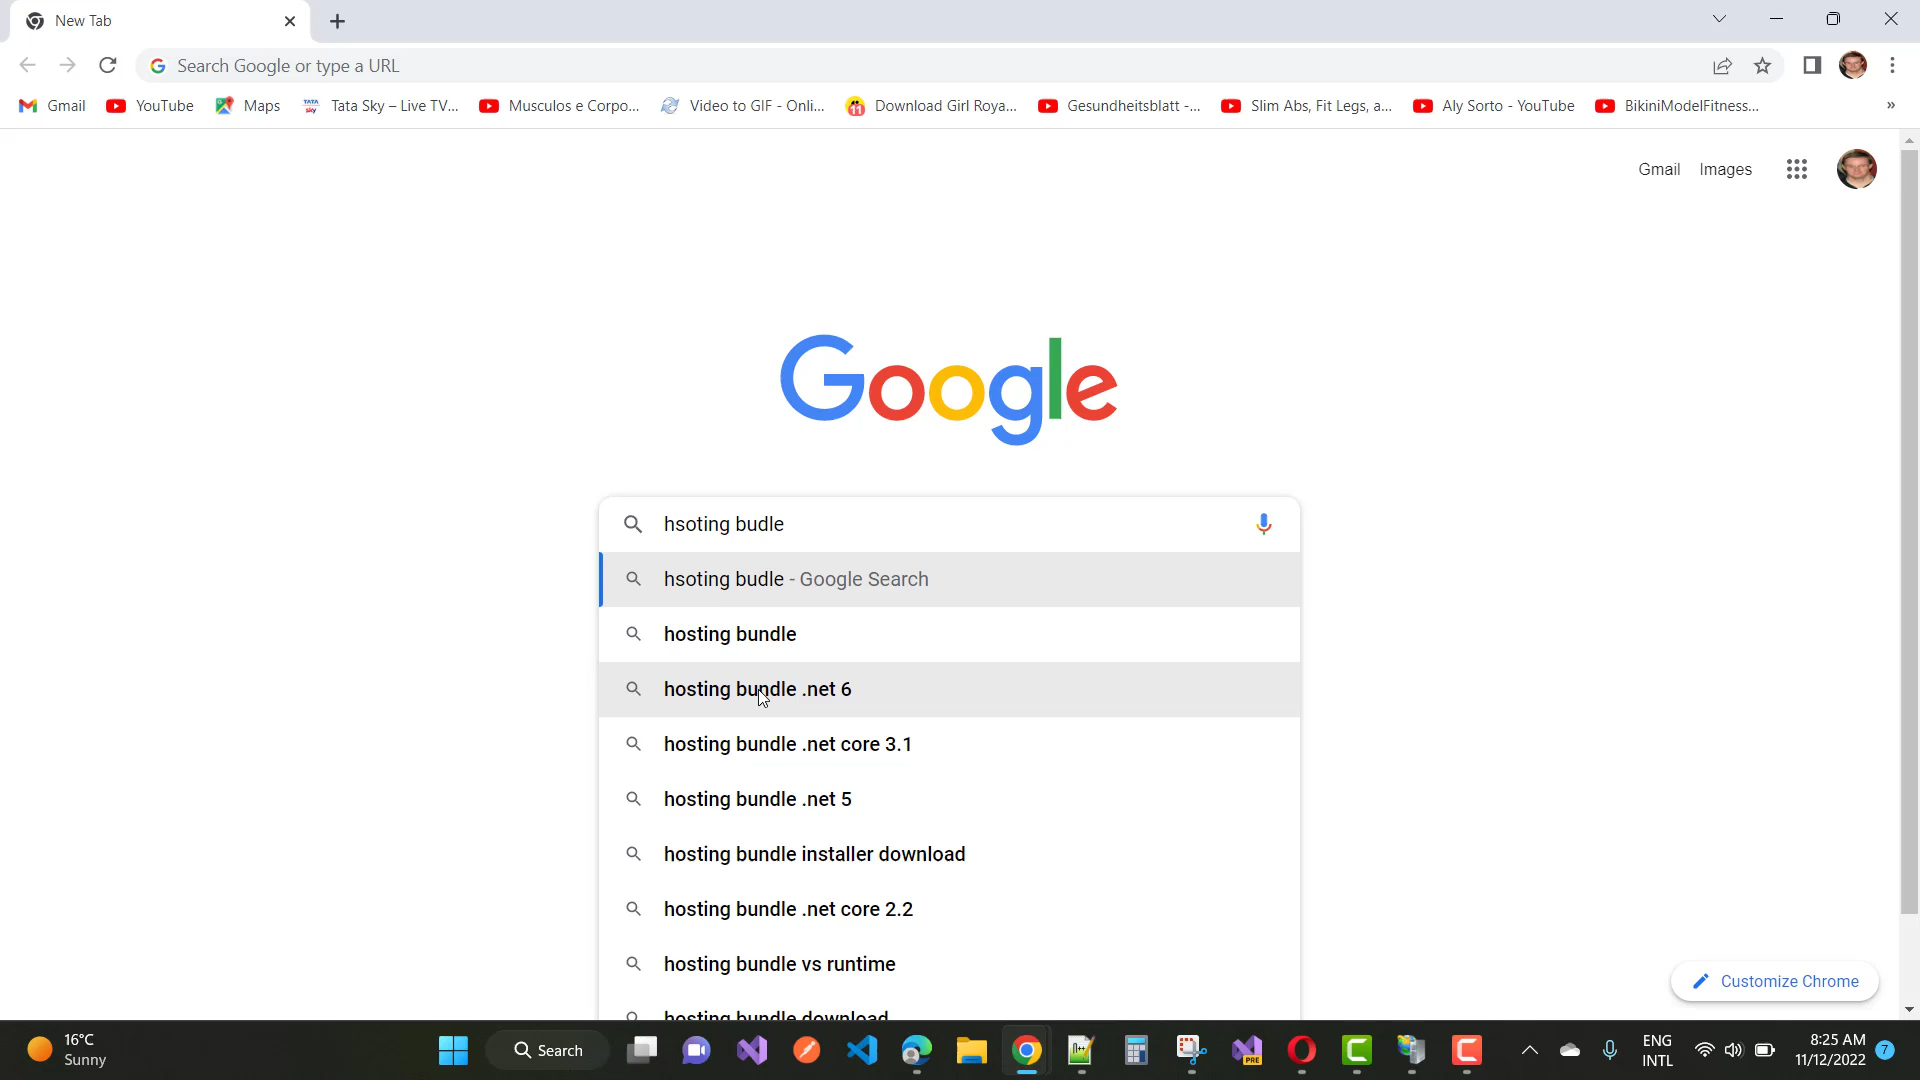 New Tab
Search Google or type a URL
Gmail
YouTube
Maps
Tata Sky – Live TV...
Musculos e Corpo...
Video to GIF - Onli...
Download Girl Roya...
Gesundheitsblatt -...
Slim Abs, Fit Legs, a...
Aly Sorto - YouTube
BikiniModelFitness...
»
Gmail Images
Google
hsoting budle
hsoting budle - Google Search
hosting bundle
hosting bundle .net 6
hosting bundle .net core 3.1
hosting bundle .net 5
hosting bundle installer download
hosting bundle .net core 2.2
hosting bundle vs runtime
hosting bundle download
Customize Chrome
16°C
Sunny
Search
ENG
INTL
8:25 AM
11/12/2022
7